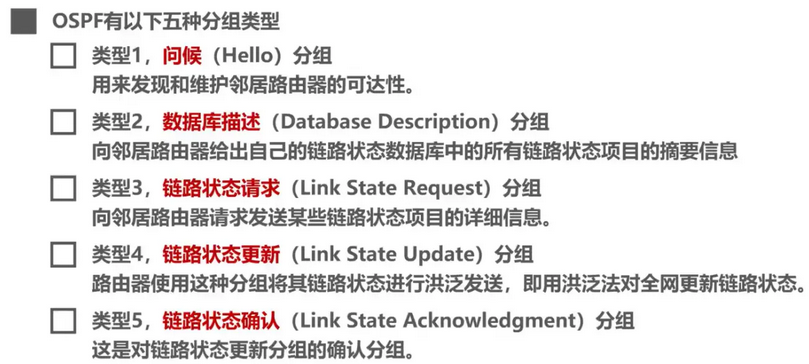 OSPF有以下五种分组类型
类型1，问候（Hello）分组
用来发现和维护邻居路由器的可达性。
类型2，数据库描述（Database Description）分组
向邻居路由器给出自己的链路状态数据库中的所有链路状态项目的摘要信息
类型3，链路状态请求（Link State Request）分组
向邻居路由器请求发送某些链路状态项目的详细信息。
类型4，链路状态更新（Link State Update）分组
路由器使用这种分组将其链路状态进行洪泛发送，即用洪泛法对全网更新链路状态。
类型5，链路状态确认（Link State Acknowledgment）分组
这是对链路状态更新分组的确认分组。